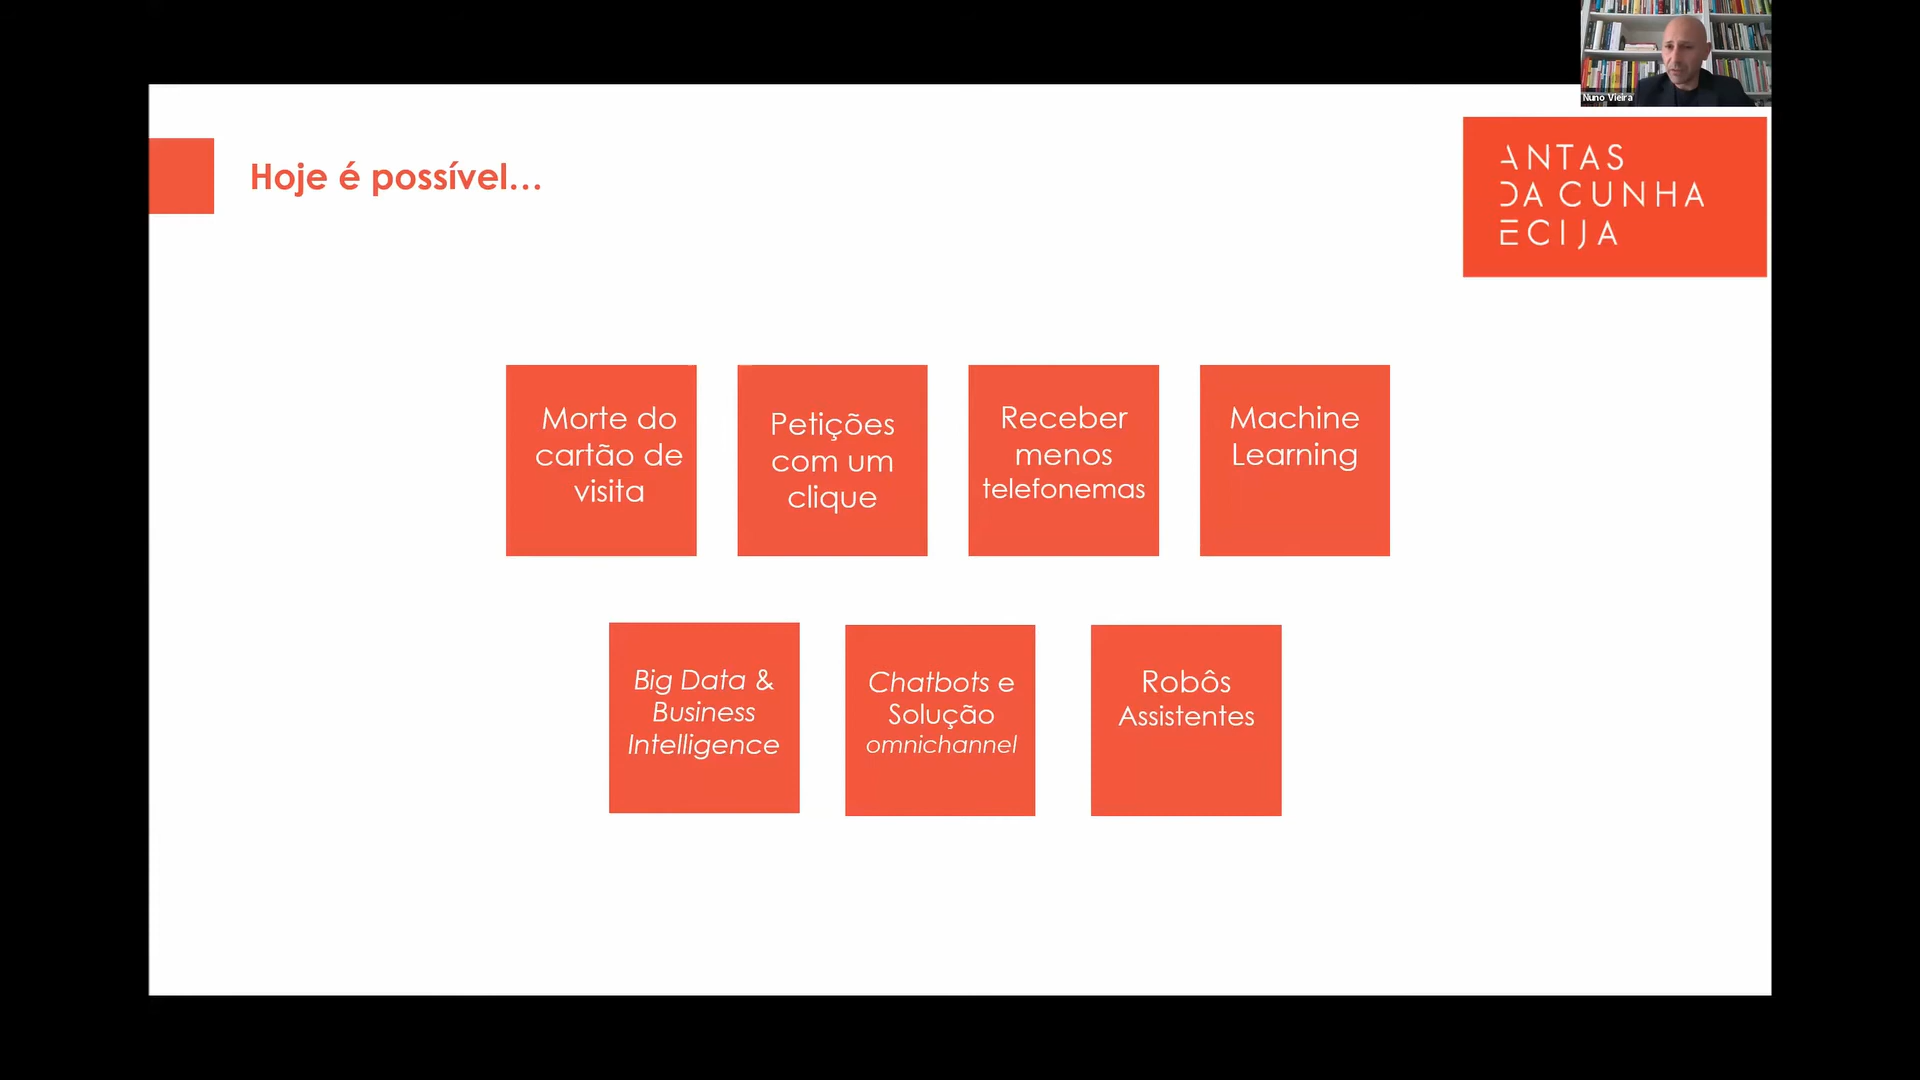 Nuno Vieira
Hoje é possível...
ANTAS
DA CUNHA
ECIJA
Morte do
cartão de
visita
Petições
com um
clique
Receber
menos
telefonemas
Machine
Learning
Big Data &
Business
Intelligence
Chatbots e
Solução
omnichannel
Robôs
Assistentes